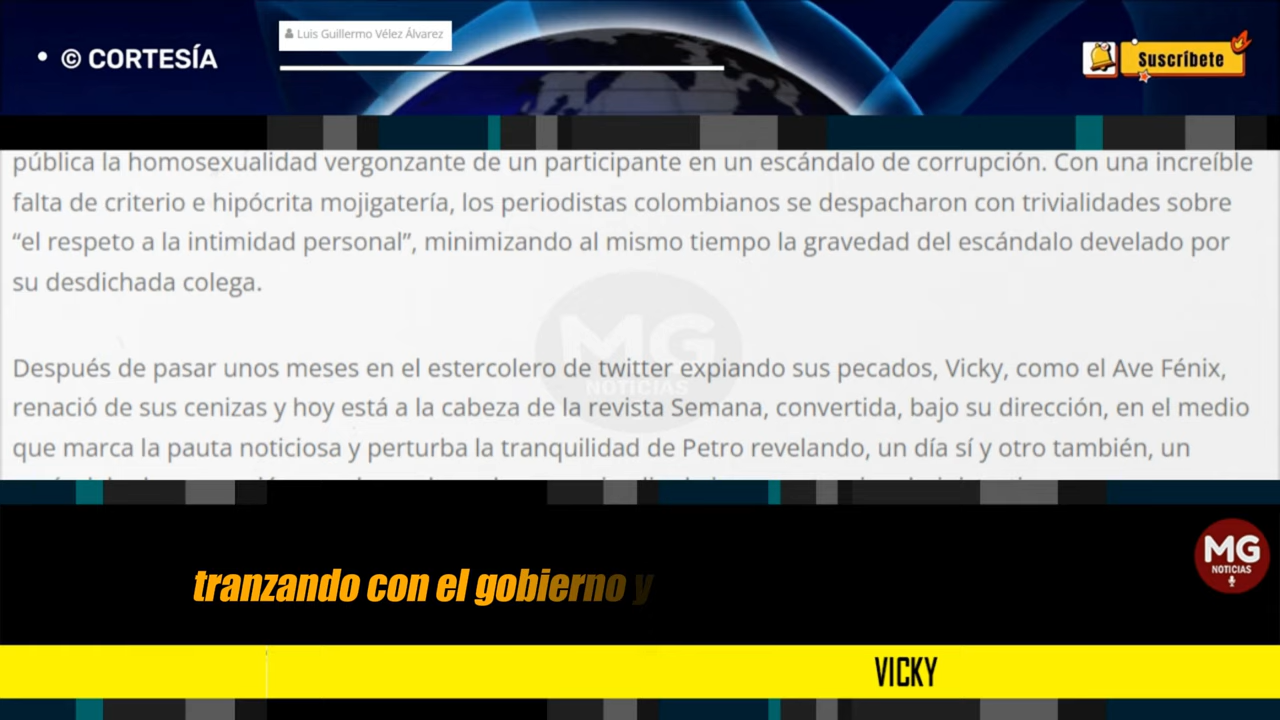 • © CORTESÍA
Luis Guillermo Vélez Álvarez
Suscríbete
pública la homosexualidad vergonzante de un participante en un escándalo de corrupción. Con una increíble
falta de criterio e hipócrita mojigatería, los periodistas colombianos se despacharon con trivialidades sobre
“el respeto a la intimidad personal”, minimizando al mismo tiempo la gravedad del escándalo develado por
su desdichada colega.
MG
NOTICIAS
Después de pasar unos meses en el estercolero de twitter expiando sus pecados, Vicky, como el Ave Fénix,
renació de sus cenizas y hoy está a la cabeza de la revista Semana, convertida, bajo su dirección, en el medio
que marca la pauta noticiosa y perturba la tranquilidad de Petro revelando, un día sí y otro también, un
tranzando con el gobierno y
MG
NOTICIAS
VICKY